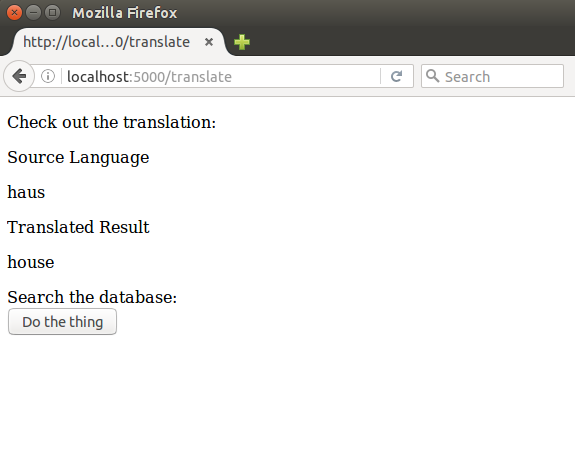 Mozilla Firefox
http://local...0/translate
localhost:5000/translate
Search
Check out the translation:
Source Language
haus
Translated Result
house
Search the database:
Do the thing